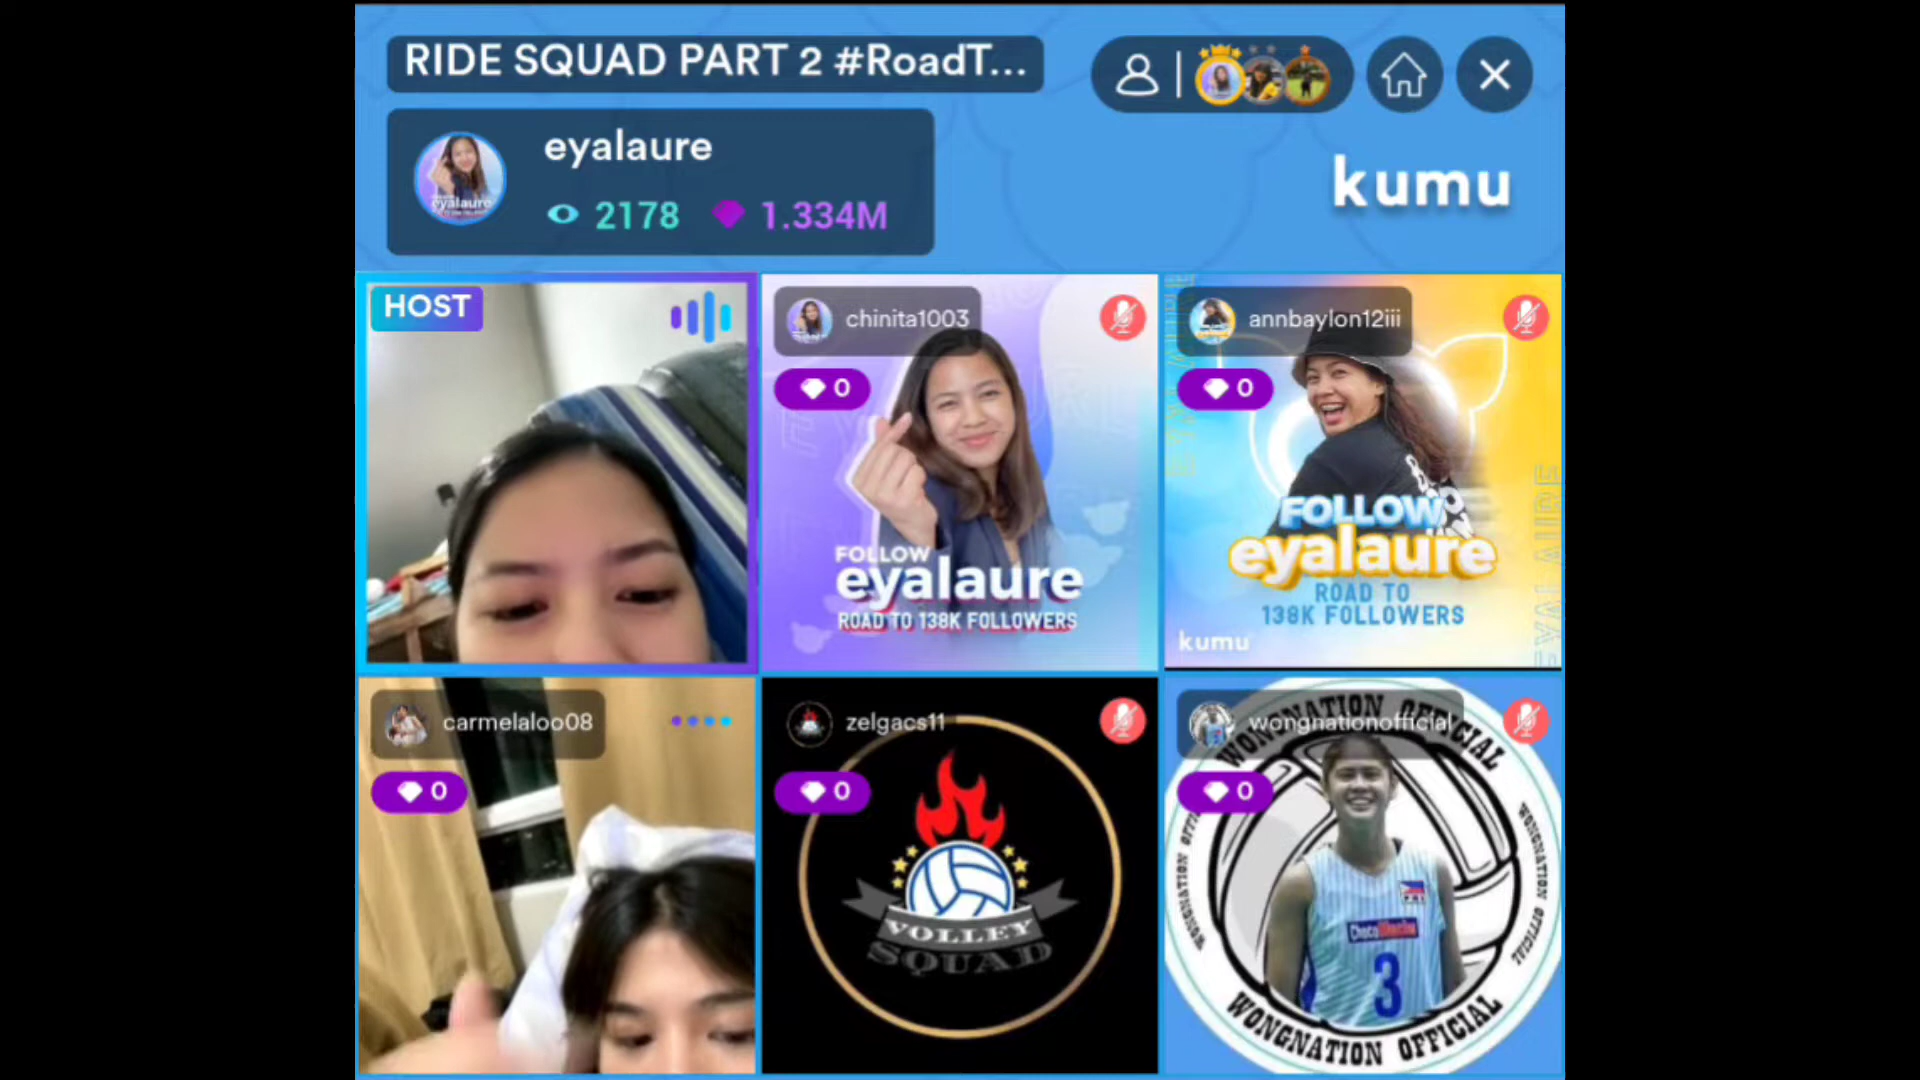 RIDE SQUAD PART 2 #RoadT...
eyalaure
2178 1.334M
kumu
HOST
chinita1003
0
FOLLOW
eyalaure
ROAD TO 138K FOLLOWERS
annbaylon12iii
0
FOLLOW
eyalaure
ROAD TO
138K FOLLOWERS
kumu
carmelaloo08
0
zelgacs11
0
VOLLEY
SQUAD
wongnationofficial
0
WONGNATION OFFICIAL
WONGNATION OFFICIAL
3
WONGNATION OFFICIAL